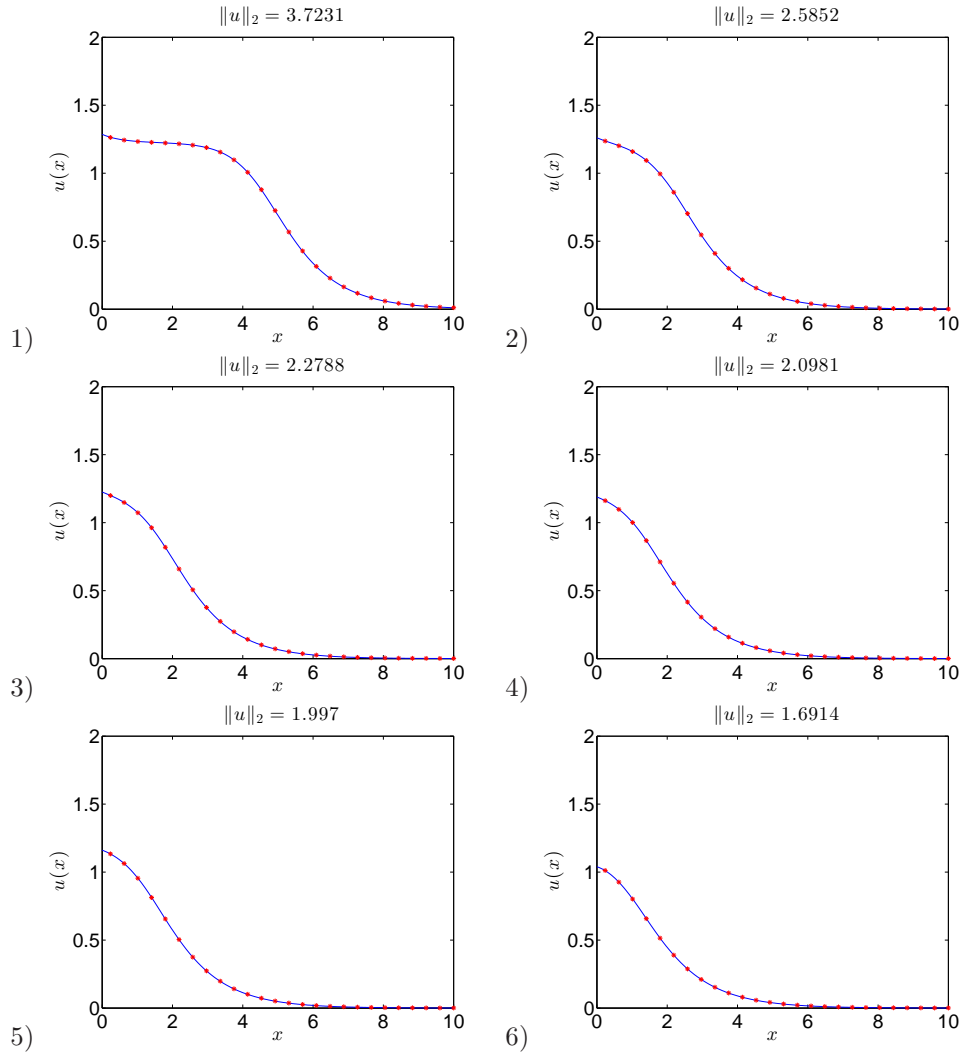 ‖u‖₂ = 3.7231
2
1.5
1
0.5
0
u(x)
0 2 4 6 8 10
x
1)
‖u‖₂ = 2.5852
2
1.5
1
0.5
0
u(x)
0 2 4 6 8 10
x
2)
‖u‖₂ = 2.2788
2
1.5
1
0.5
0
u(x)
0 2 4 6 8 10
x
3)
‖u‖₂ = 2.0981
2
1.5
1
0.5
0
u(x)
0 2 4 6 8 10
x
4)
‖u‖₂ = 1.997
2
1.5
1
0.5
0
u(x)
0 2 4 6 8 10
x
5)
‖u‖₂ = 1.6914
2
1.5
1
0.5
0
u(x)
0 2 4 6 8 10
x
6)